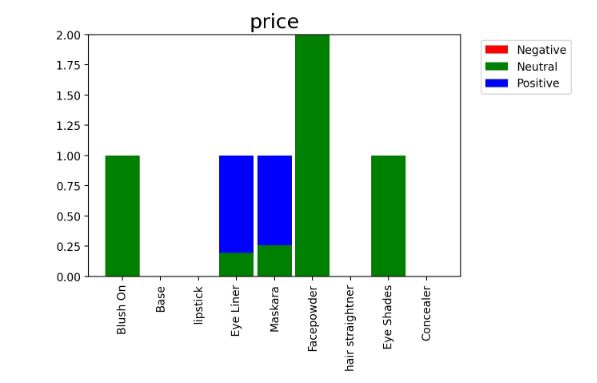 price
2.00
1.75
1.50
1.25
1.00
0.75
0.50
0.25
0.00
Blush On
Base
lipstick
Eye Liner
Maskara
Facepowder
hair straightner
Eye Shades
Concealer
Negative
Neutral
Positive